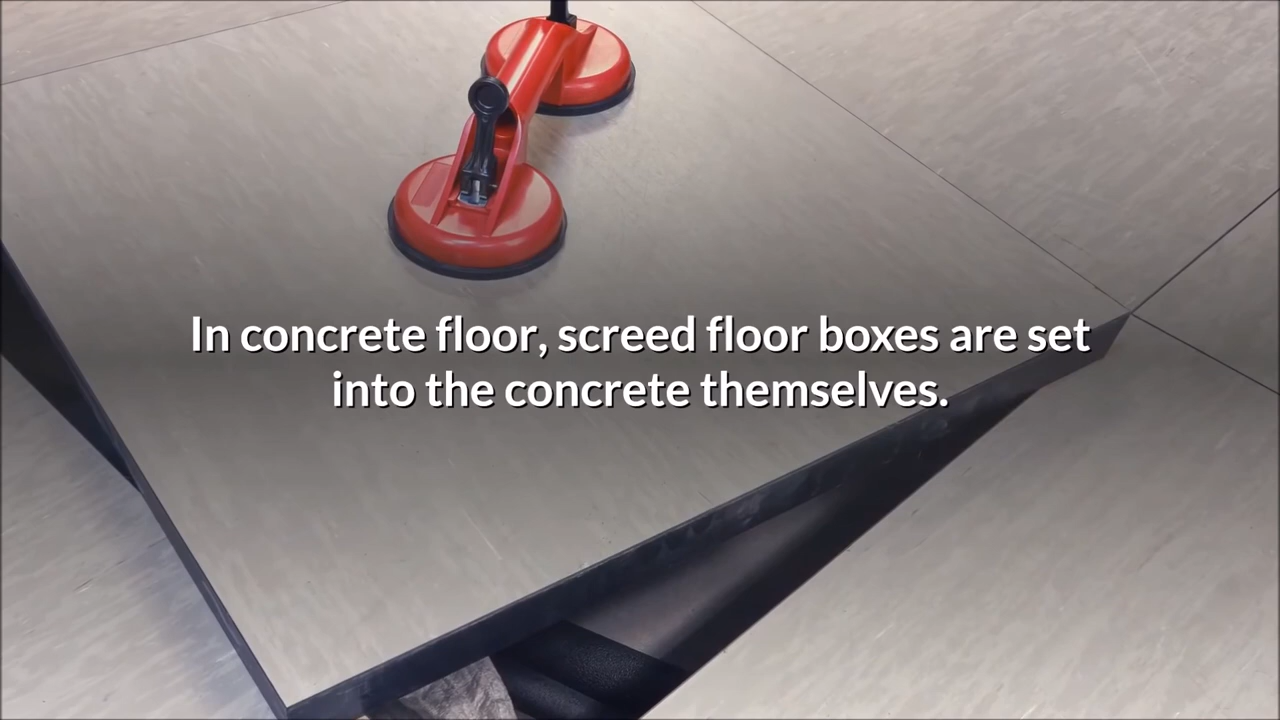 In concrete floor, screed floor boxes are set
into the concrete themselves.